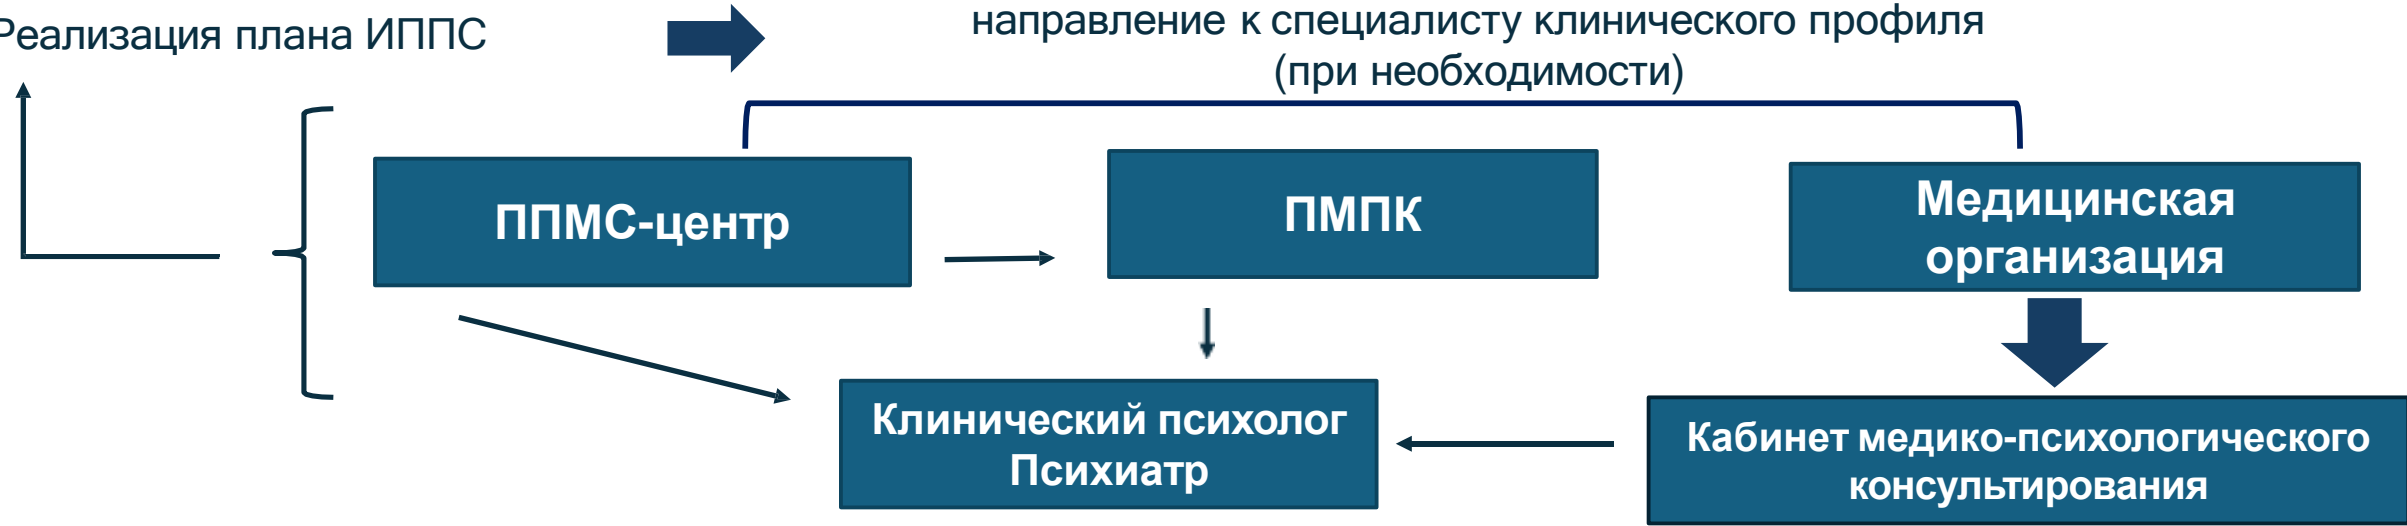 Реализация плана ИППС
направление к специалисту клинического профиля
(при необходимости)
ППМС-центр
ПМПК
Медицинская
организация
Клинический психолог
Психиатр
Кабинет медико-психологического
консультирования